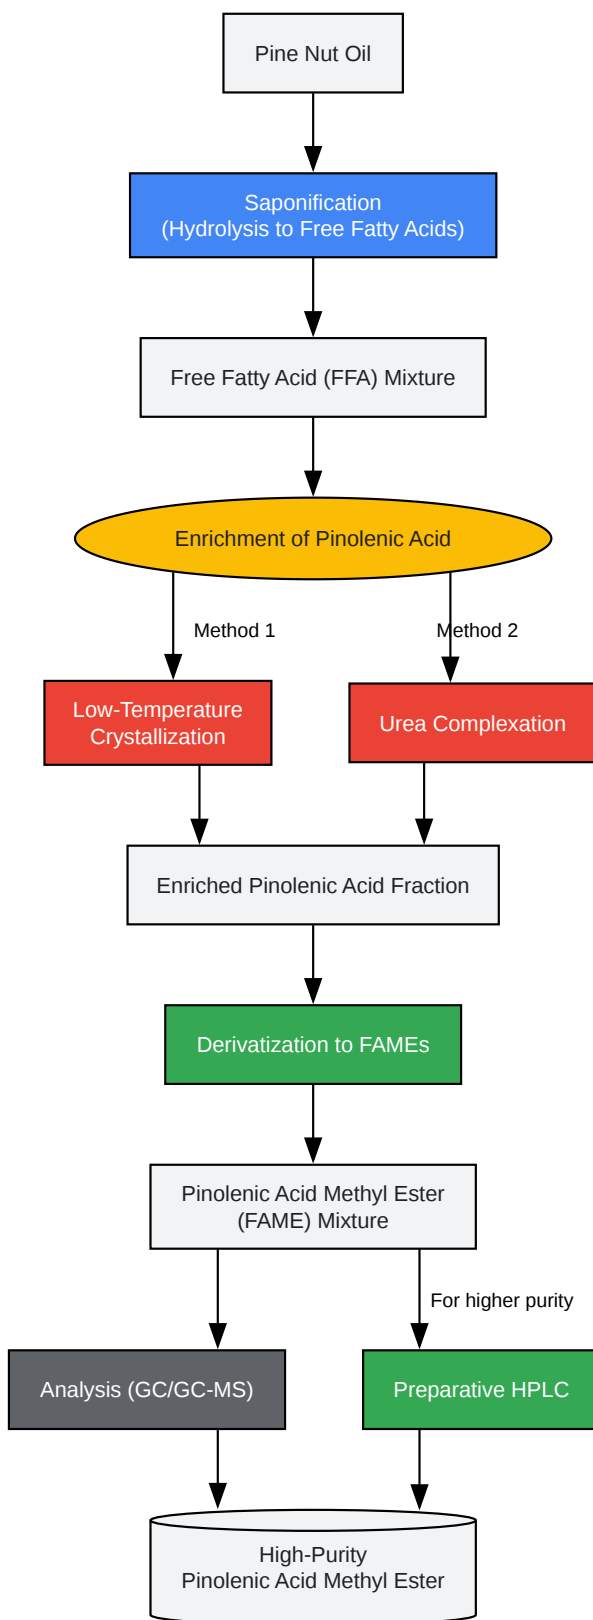 Pine Nut Oil
Saponification
(Hydrolysis to Free Fatty Acids)
Free Fatty Acid (FFA) Mixture
Enrichment of Pinolenic Acid
Method 1
Method 2
Low-Temperature
Crystallization
Urea Complexation
Enriched Pinolenic Acid Fraction
Derivatization to FAMEs
Pinolenic Acid Methyl Ester
(FAME) Mixture
For higher purity
Analysis (GC/GC-MS)
Preparative HPLC
High-Purity
Pinolenic Acid Methyl Ester